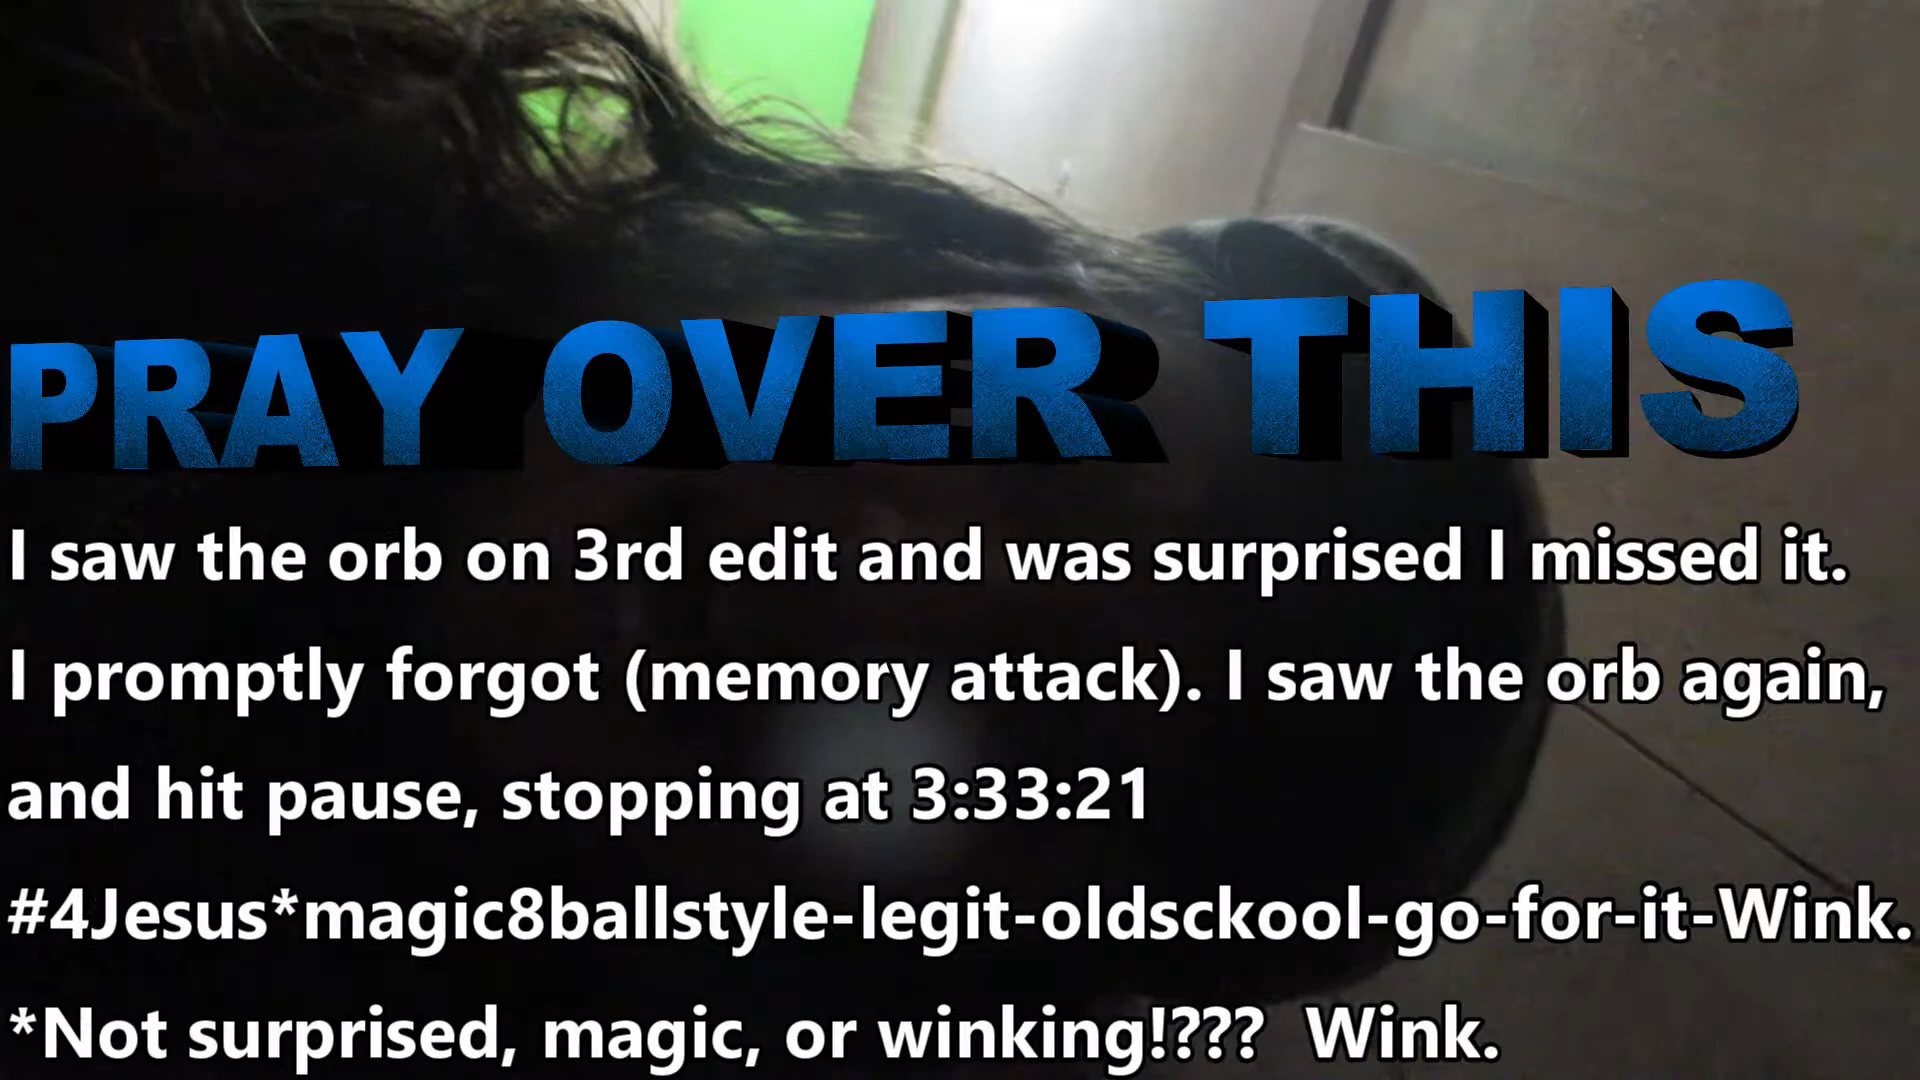 PRAY OVER THIS
I saw the orb on 3rd edit and was surprised I missed it.
I promptly forgot (memory attack). I saw the orb again,
and hit pause, stopping at 3:33:21
#4Jesus*magic8ballstyle-legit-oldsckool-go-for-it-Wink.
*Not surprised, magic, or winking!???  Wink.